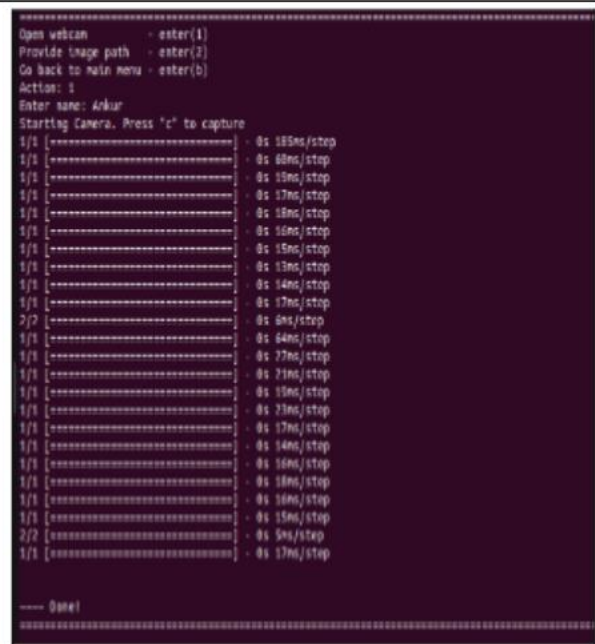 Open webcam - enter(1)
Provide image path - enter(2)
Go back to main menu - enter(b)
Action: 1
Enter name: Ankur
Starting Camera. Press "c" to capture
1/1 [==============================] - 0s 185ms/step
1/1 [==============================] - 0s 60ms/step
1/1 [==============================] - 0s 19ms/step
1/1 [==============================] - 0s 17ms/step
1/1 [==============================] - 0s 18ms/step
1/1 [==============================] - 0s 16ms/step
1/1 [==============================] - 0s 15ms/step
1/1 [==============================] - 0s 13ms/step
1/1 [==============================] - 0s 14ms/step
1/1 [==============================] - 0s 17ms/step
2/2 [==============================] - 0s 6ms/step
1/1 [==============================] - 0s 64ms/step
1/1 [==============================] - 0s 27ms/step
1/1 [==============================] - 0s 21ms/step
1/1 [==============================] - 0s 19ms/step
1/1 [==============================] - 0s 23ms/step
1/1 [==============================] - 0s 17ms/step
1/1 [==============================] - 0s 14ms/step
1/1 [==============================] - 0s 16ms/step
1/1 [==============================] - 0s 18ms/step
1/1 [==============================] - 0s 16ms/step
1/1 [==============================] - 0s 15ms/step
2/2 [==============================] - 0s 5ms/step
1/1 [==============================] - 0s 17ms/step
---- Done!